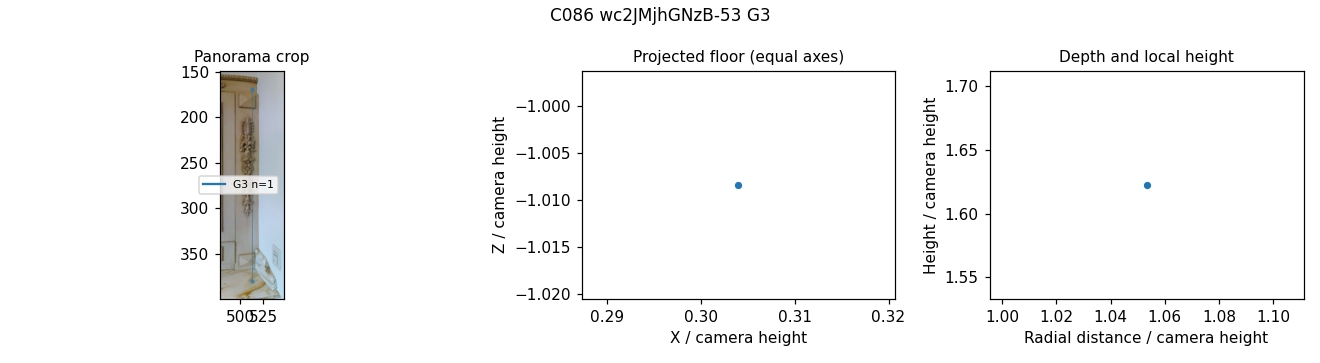 C086 wc2JMjhGNzB-53 G3
Panorama crop
150
200
250
300
350
500
525
G3 n=1
Projected floor (equal axes)
Z / camera height
−1.000
−1.005
−1.010
−1.015
−1.020
0.29
0.30
0.31
0.32
X / camera height
Depth and local height
Height / camera height
1.70
1.65
1.60
1.55
1.00
1.02
1.04
1.06
1.08
1.10
Radial distance / camera height